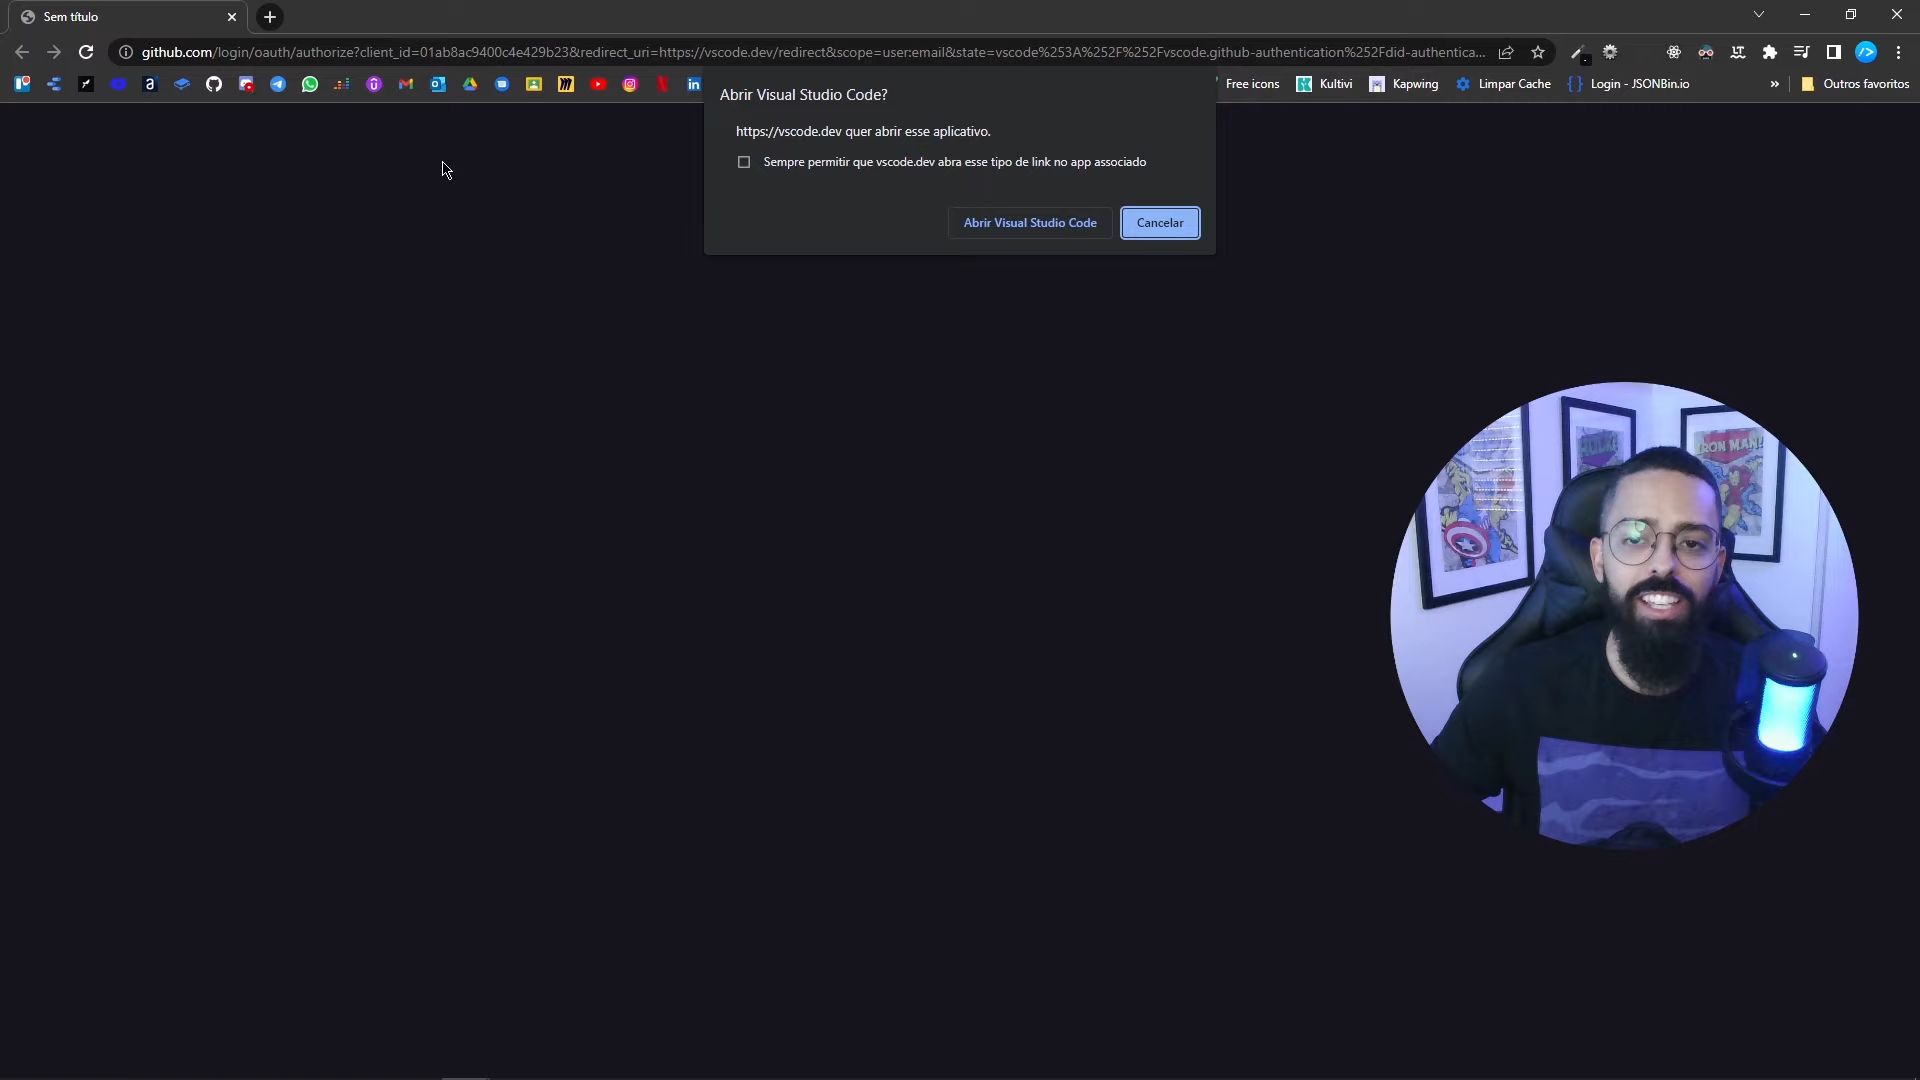 Sem título
github.com/login/oauth/authorize?client_id=01ab8ac9400c4e429b23&redirect_uri=https://vscode.dev/redirect&scope=user:email&state=vscode%253A%252F%252Fvscode.github-authentication%252Fdid-authentica...
Free icons
Kultivi
Kapwing
Limpar Cache
Login - JSONBin.io
»
Outros favoritos
Abrir Visual Studio Code?
https://vscode.dev quer abrir esse aplicativo.
Sempre permitir que vscode.dev abra esse tipo de link no app associado
Abrir Visual Studio Code
Cancelar
HULK!
IRON MAN!